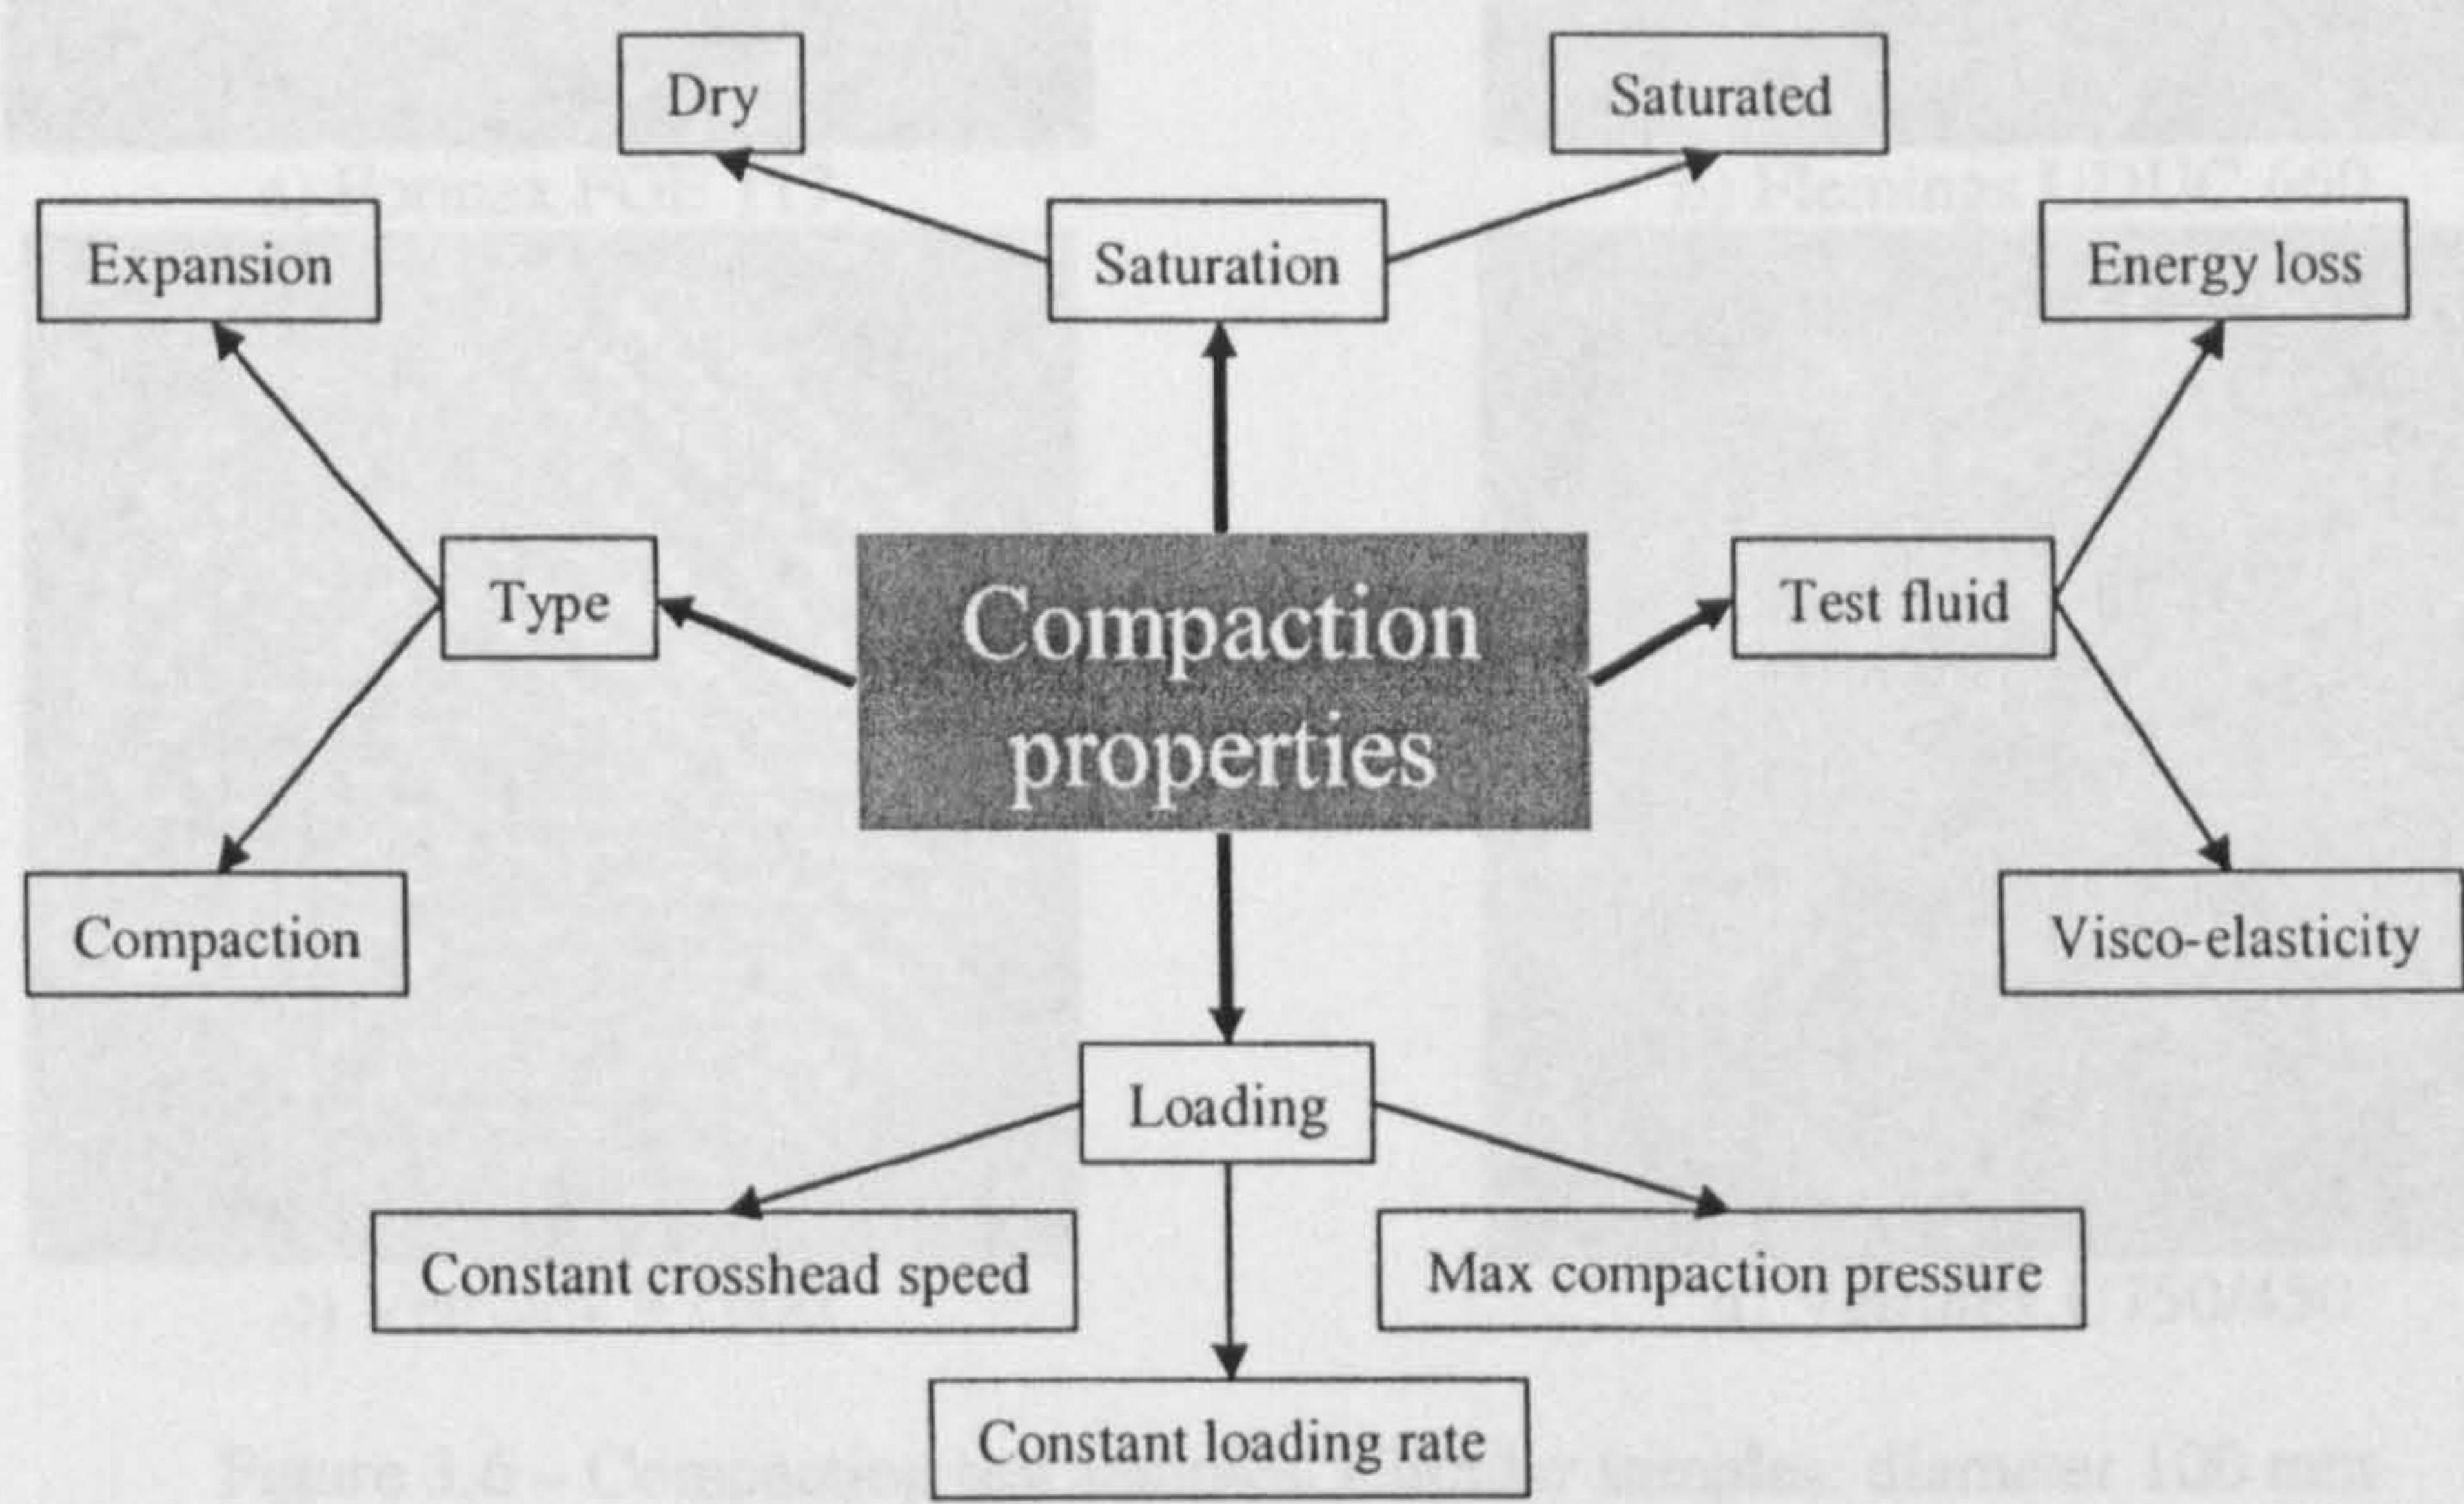 Dry
Saturated
Expansion
Saturation
Energy loss
Type
Compaction
properties
Test fluid
Compaction
Visco-elasticity
Loading
Constant crosshead speed
Max compaction pressure
Constant loading rate